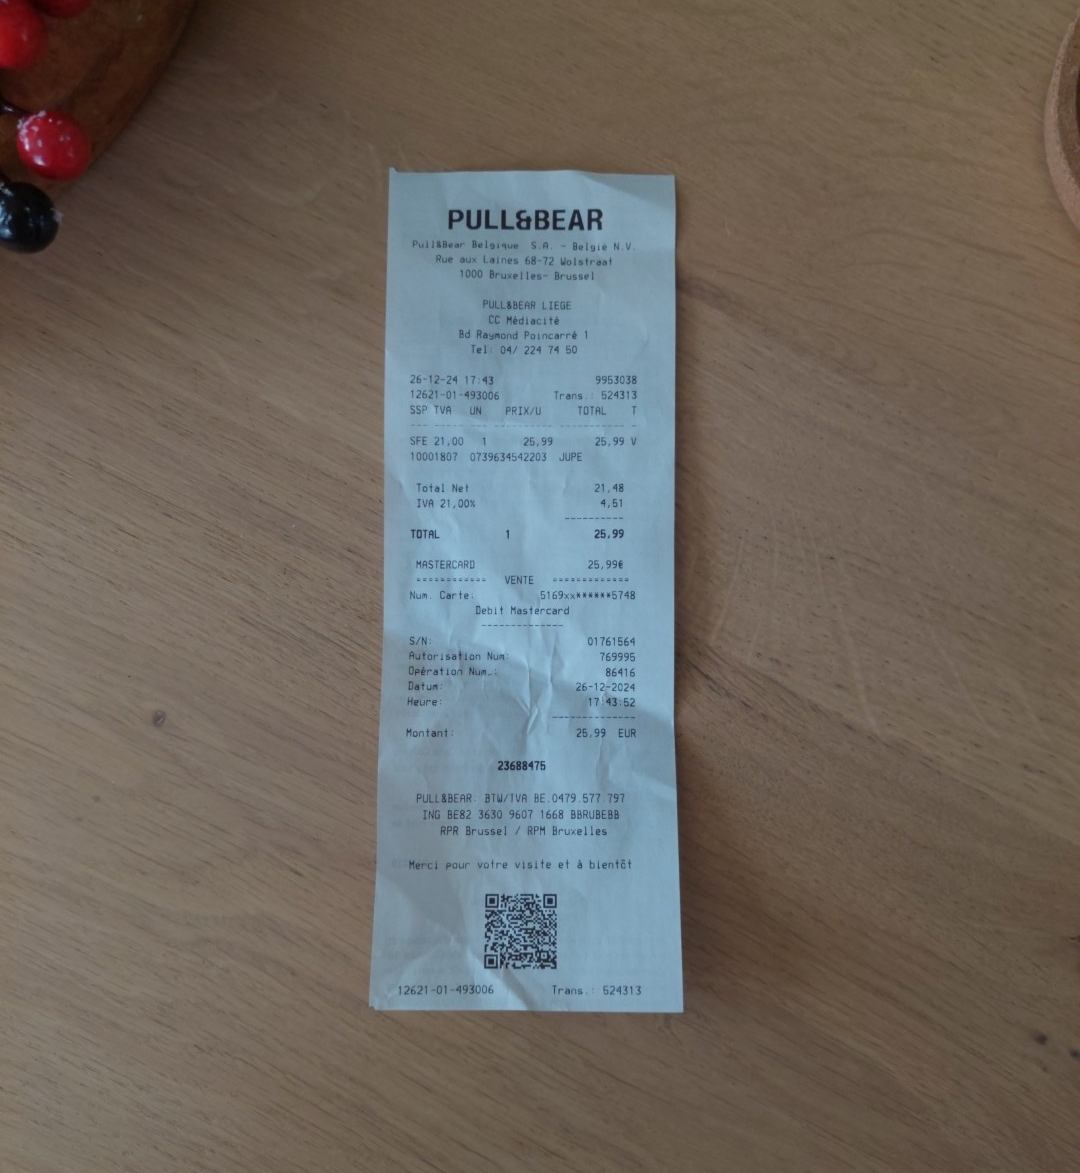 PULL&BEAR
Pull&Bear Belgique S.A. - België N.V.
Rue aux Laines 68-72 Wolstraat
1000 Bruxelles- Brussel
PULL&BEAR LIEGE
CC Médiacité
Bd Raymond Poincarré 1
Tel: 04/ 224 74 50
26-12-24 17:43 9953038
12621-01-493006 Trans.: 524313
SSP TVA UN PRIX/U TOTAL T
--- ---- --- --------- ----------- -
SFE 21,00 1 25,99 25,99 V
10001807 0739634542203 JUPE
Total Net 21,48
IVA 21,00% 4,51
----------
TOTAL 1 25,99
MASTERCARD 25,99€
============ VENTE =============
Num. Carte: 5169xx******5748
Debit Mastercard
--------------
S/N: 01761564
Autorisation Num: 769995
Opération Num.: 86416
Datum: 26-12-2024
Heure: 17:43:52
--------------
Montant: 25,99 EUR
23688475
PULL&BEAR: BTW/TVA BE.0479.577.797
ING BE82 3630 9607 1668 BBRUBEBB
RPR Brussel / RPM Bruxelles
Merci pour votre visite et à bientôt
12621-01-493006 Trans.: 524313